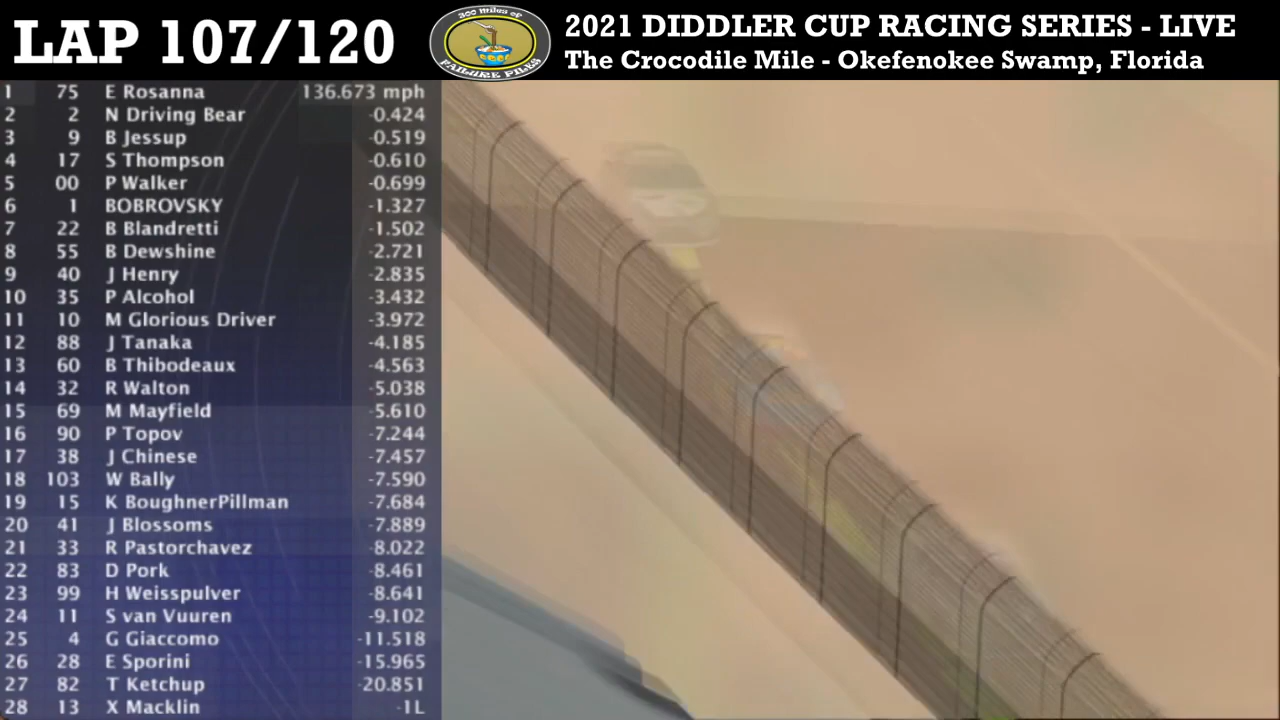 LAP 107/120
300 Miles of
FAILURE PILES
2021 DIDDLER CUP RACING SERIES - LIVE
The Crocodile Mile - Okefenokee Swamp, Florida
1 75 E Rosanna 136.673 mph
2 2 N Driving Bear -0.424
3 9 B Jessup -0.519
4 17 S Thompson -0.610
5 00 P Walker -0.699
6 1 BOBROVSKY -1.327
7 22 B Blandretti -1.502
8 55 B Dewshine -2.721
9 40 J Henry -2.835
10 35 P Alcohol -3.432
11 10 M Glorious Driver -3.972
12 88 J Tanaka -4.185
13 60 B Thibodeaux -4.563
14 32 R Walton -5.038
15 69 M Mayfield -5.610
16 90 P Topov -7.244
17 38 J Chinese -7.457
18 103 W Bally -7.590
19 15 K BoughnerPillman -7.684
20 41 J Blossoms -7.889
21 33 R Pastorchavez -8.022
22 83 D Pork -8.461
23 99 H Weisspulver -8.641
24 11 S van Vuuren -9.102
25 4 G Giaccomo -11.518
26 28 E Sporini -15.965
27 82 T Ketchup -20.851
28 13 X Macklin -1L